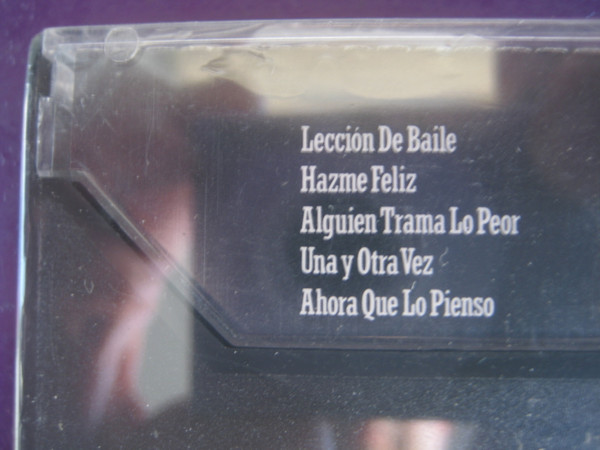 Lección De Baile
Hazme Feliz
Alguien Trama Lo Peor
Una y Otra Vez
Ahora Que Lo Pienso